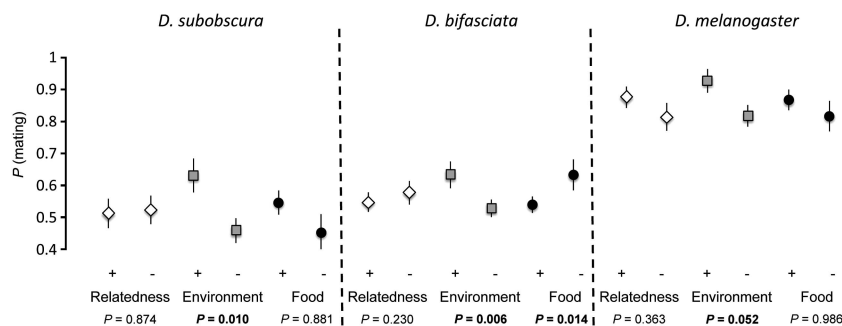 D. subobscura D. bifasciata D. melanogaster
P (mating)
1
0.9
0.8
0.7
0.6
0.5
0.4
+ - + - + - + - + - + - + - + - + -
Relatedness Environment Food Relatedness Environment Food Relatedness Environment Food
P = 0.874 P = 0.010 P = 0.881 P = 0.230 P = 0.006 P = 0.014 P = 0.363 P = 0.052 P = 0.986